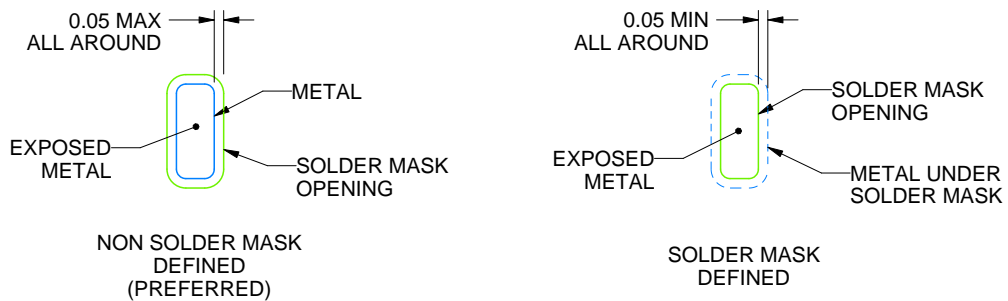 0.05 MAX
ALL AROUND
METAL
EXPOSED
METAL
SOLDER MASK
OPENING
NON SOLDER MASK
DEFINED
(PREFERRED)
0.05 MIN
ALL AROUND
SOLDER MASK
OPENING
EXPOSED
METAL
METAL UNDER
SOLDER MASK
SOLDER MASK
DEFINED